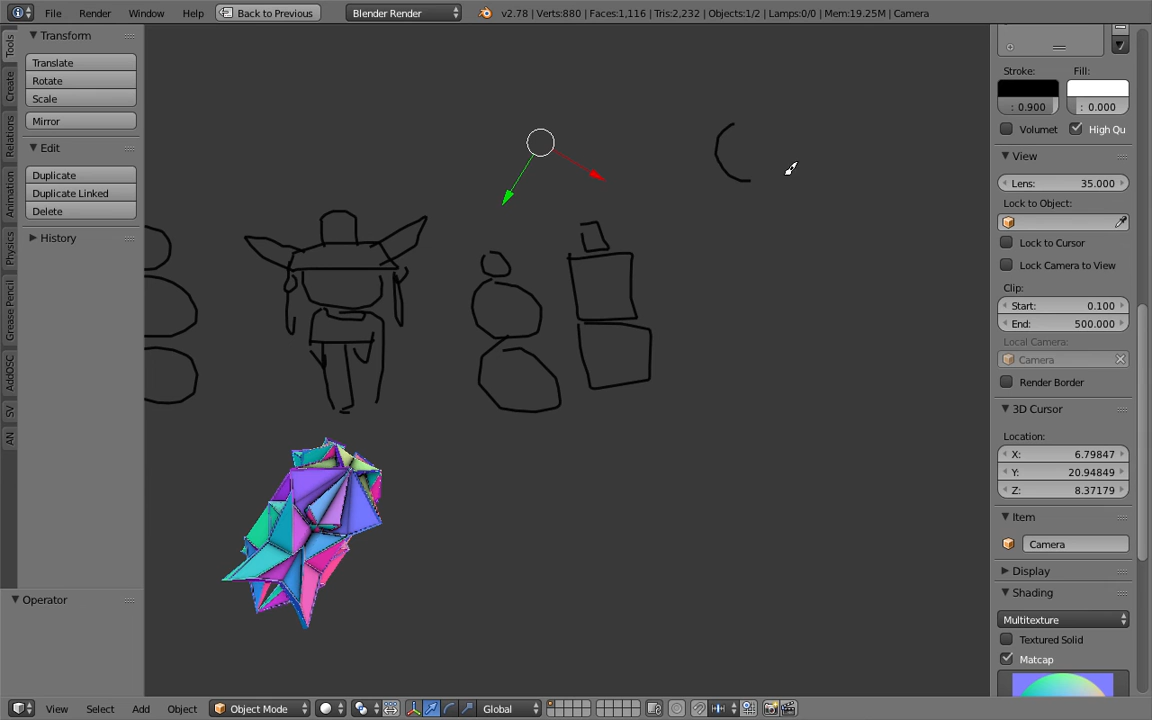 File Render Window Help Back to Previous Blender Render v2.78 | Verts:880 | Faces:1,116 | Tris:2,232 | Objects:1/2 | Lamps:0/0 | Mem:19.25M | Camera
Tools
Create
Relations
Animation
Physics
Grease Pencil
AddOSC
SV
AN
Transform
Translate
Rotate
Scale
Mirror
Edit
Duplicate
Duplicate Linked
Delete
History
Operator
Stroke: Fill:
: 0.900 : 0.000
Volumet High Qu
View
Lens: 35.000
Lock to Object:
Lock to Cursor
Lock Camera to View
Clip:
Start: 0.100
End: 500.000
Local Camera:
Camera
Render Border
3D Cursor
Location:
X: 6.79847
Y: 20.94849
Z: 8.37179
Item
Camera
Display
Shading
Multitexture
Textured Solid
Matcap
View Select Add Object Object Mode Global